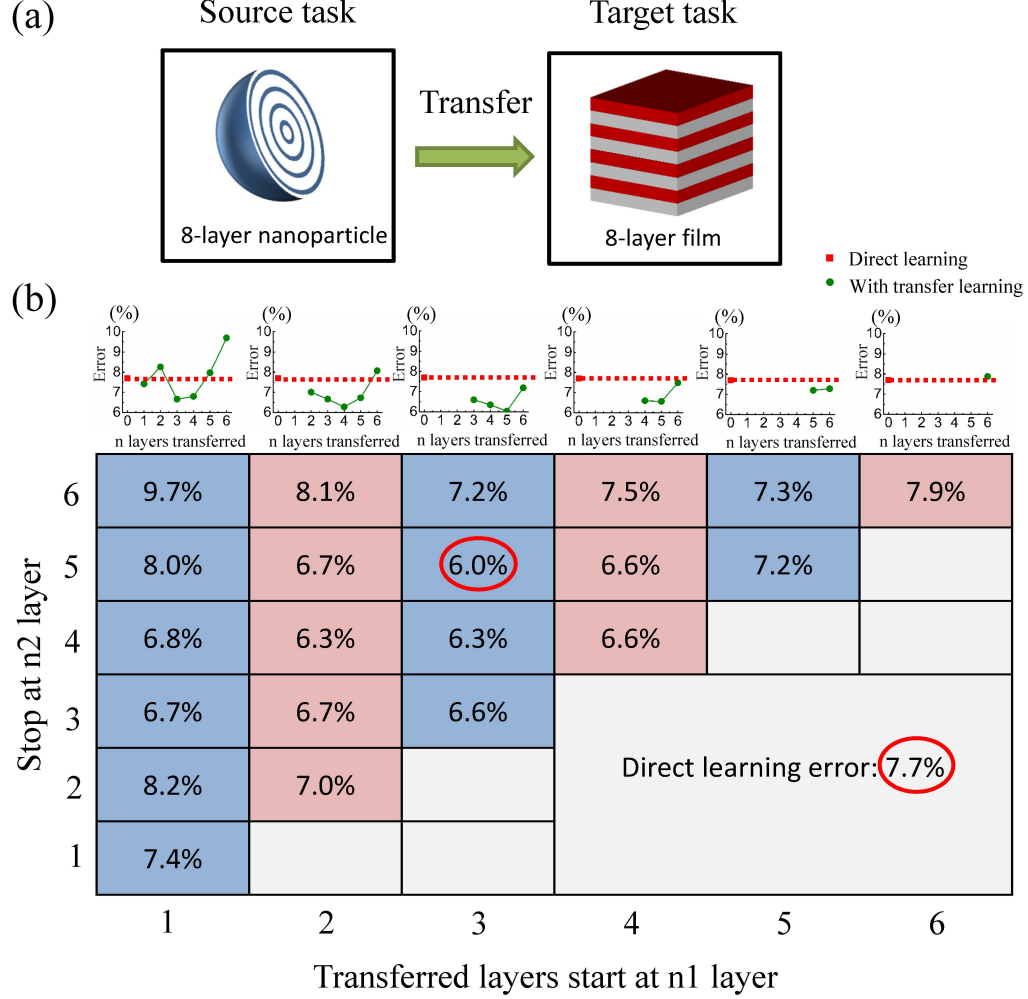 (a)
Source task
Target task
Transfer
8-layer nanoparticle
8-layer film
Direct learning
With transfer learning
(b)
(%) (%) (%) (%) (%) (%)
10 10 10 10 10 10
9 9 9 9 9 9
8 8 8 8 8 8
7 7 7 7 7 7
6 6 6 6 6 6
Error Error Error Error Error Error
0 1 2 3 4 5 6 0 1 2 3 4 5 6 0 1 2 3 4 5 6 0 1 2 3 4 5 6 0 1 2 3 4 5 6 0 1 2 3 4 5 6
n layers transferred n layers transferred n layers transferred n layers transferred n layers transferred n layers transferred
Stop at n2 layer
6 9.7% 8.1% 7.2% 7.5% 7.3% 7.9%
5 8.0% 6.7% 6.0% 6.6% 7.2%
4 6.8% 6.3% 6.3% 6.6%
3 6.7% 6.7% 6.6%
Direct learning error: 7.7%
2 8.2% 7.0%
1 7.4%
1 2 3 4 5 6
Transferred layers start at n1 layer